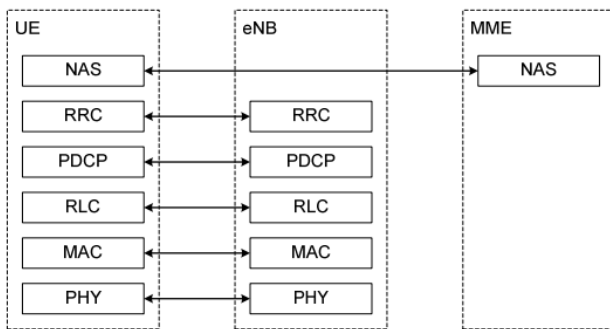 UE eNB MME
NAS NAS
RRC RRC
PDCP PDCP
RLC RLC
MAC MAC
PHY PHY